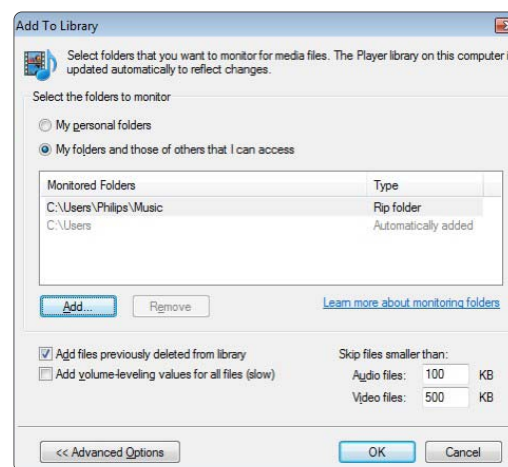 Add To Library
Select folders that you want to monitor for media files. The Player library on this computer i
updated automatically to reflect changes.
Select the folders to monitor
My personal folders
My folders and those of others that I can access
Monitored Folders Type
C:\Users\Philips\Music Rip folder
C:\Users Automatically added
Add... Remove Learn more about monitoring folders
Add files previously deleted from library Skip files smaller than:
Add volume-leveling values for all files (slow) Audio files: 100 KB
Video files: 500 KB
<< Advanced Options OK Cancel